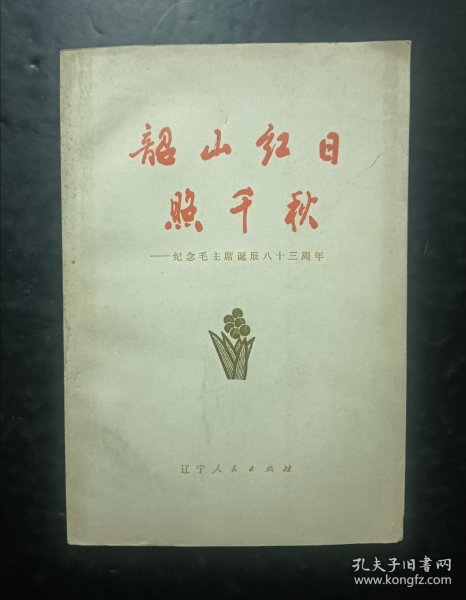 韶山红日
照千秋
——纪念毛主席诞辰八十三周年
辽宁人民出版社
孔夫子旧书网
www.kongfz.com